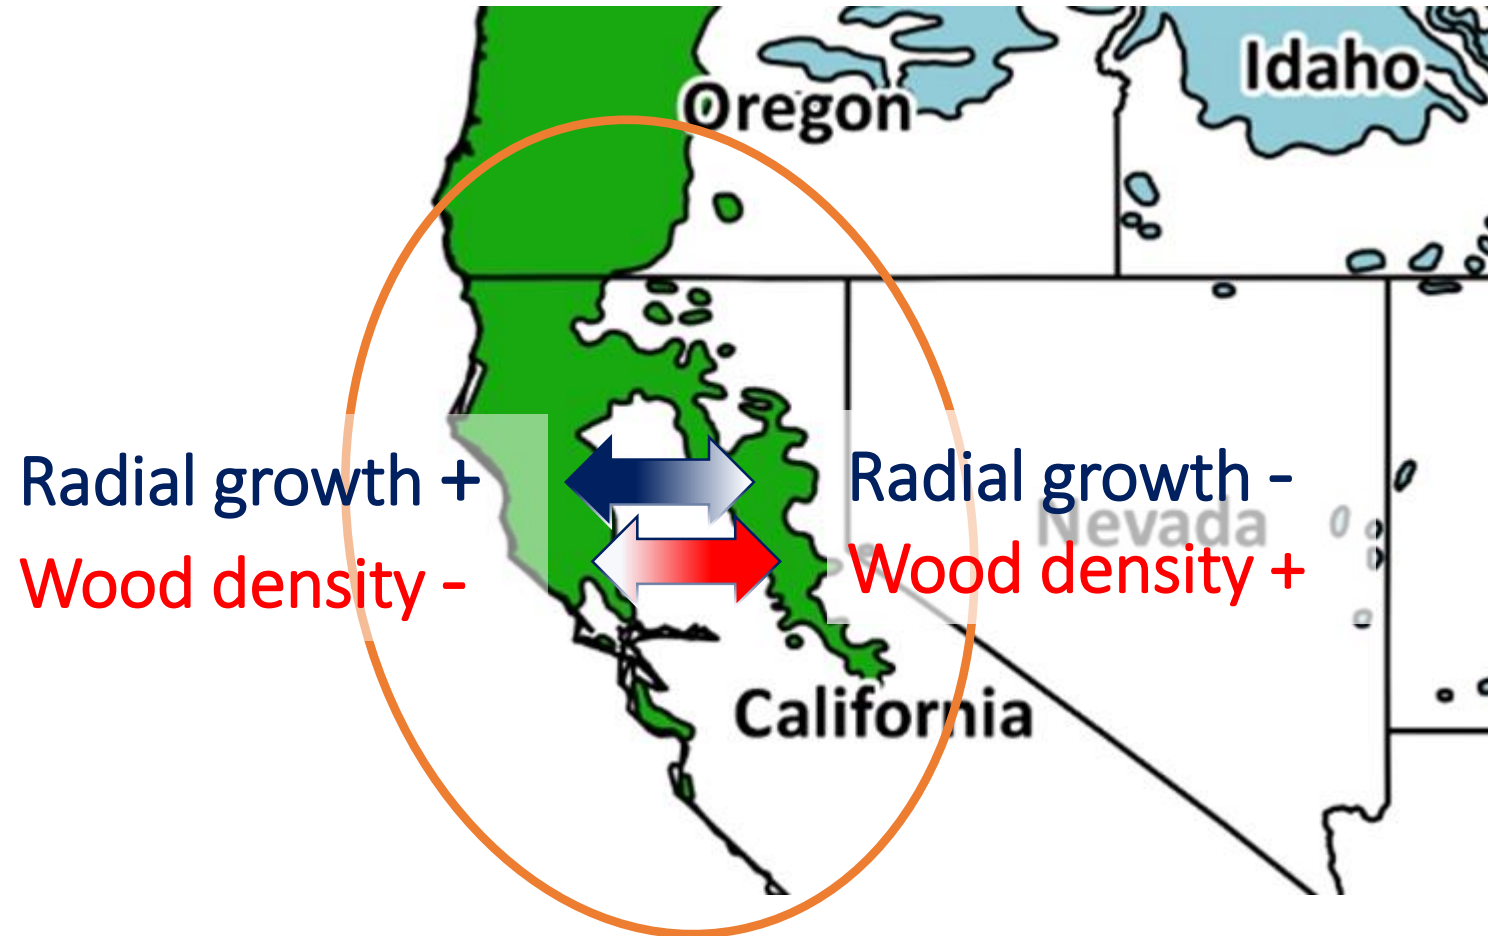 Idaho
Oregon
Radial growth +
Radial growth -
Nevada
Wood density -
Wood density +
California